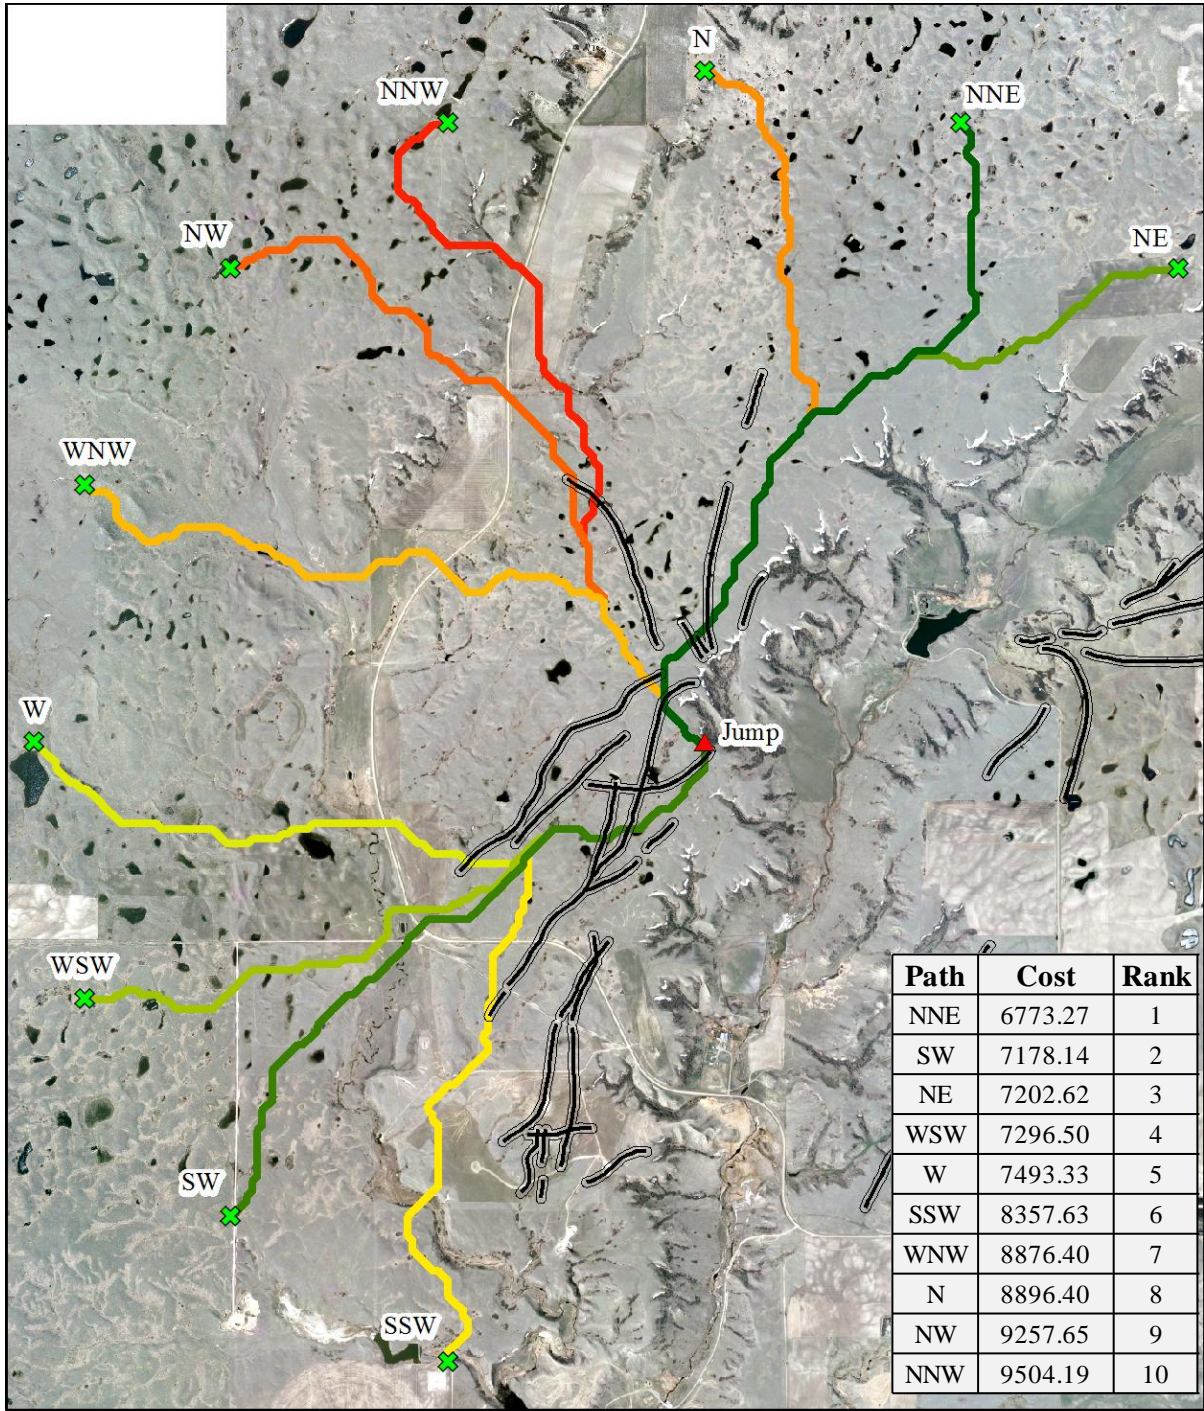 N
NNW
NNE
NW
NE
WNW
W
Jump
WSW
SW
SSW
Path Cost Rank
NNE 6773.27 1
SW 7178.14 2
NE 7202.62 3
WSW 7296.50 4
W 7493.33 5
SSW 8357.63 6
WNW 8876.40 7
N 8896.40 8
NW 9257.65 9
NNW 9504.19 10